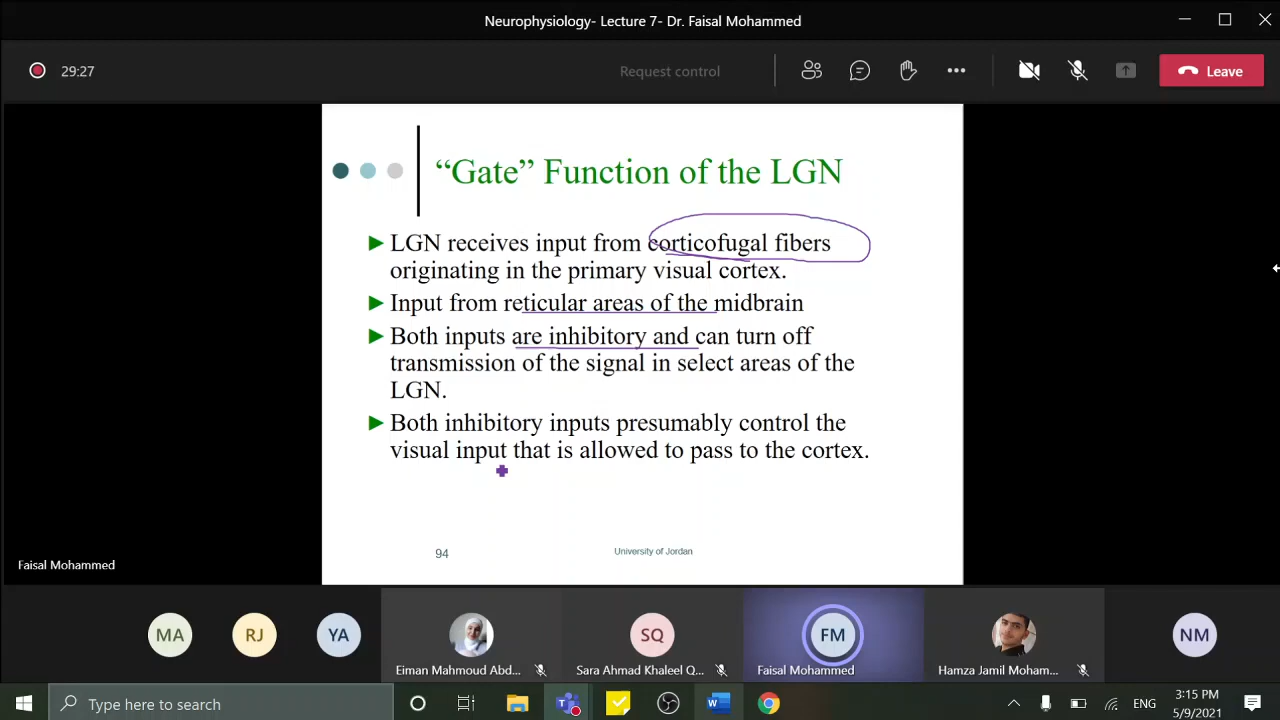 Neurophysiology- Lecture 7- Dr. Faisal Mohammed
29:27
Request control
Leave
“Gate” Function of the LGN
LGN receives input from corticofugal fibers
originating in the primary visual cortex.
Input from reticular areas of the midbrain
Both inputs are inhibitory and can turn off
transmission of the signal in select areas of the
LGN.
Both inhibitory inputs presumably control the
visual input that is allowed to pass to the cortex.
94
University of Jordan
Faisal Mohammed
MA
RJ
YA
SQ
FM
NM
Eiman Mahmoud Abd...
Sara Ahmad Khaleel Q...
Faisal Mohammed
Hamza Jamil Moham...
Type here to search
W
ENG
3:15 PM
5/9/2021